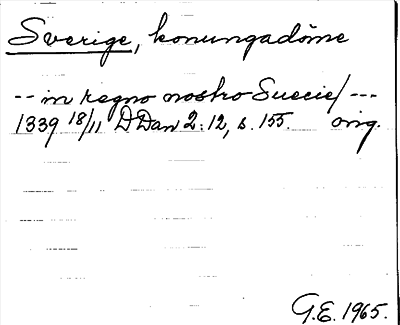 Sverige, konungadöme
-- in regno nostro Suecie/ ---
1339 18/11 DDan 2:12, s. 155. orig.
G.E. 1965.